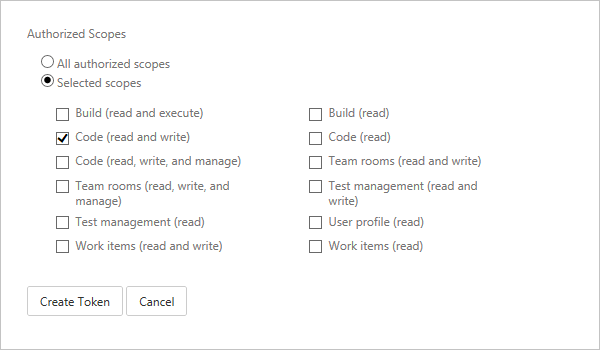 Authorized Scopes
All authorized scopes
Selected scopes
Build (read and execute)
Build (read)
Code (read and write)
Code (read)
Code (read, write, and manage)
Team rooms (read and write)
Team rooms (read, write, and
manage)
Test management (read and
write)
Test management (read)
User profile (read)
Work items (read and write)
Work items (read)
Create Token
Cancel